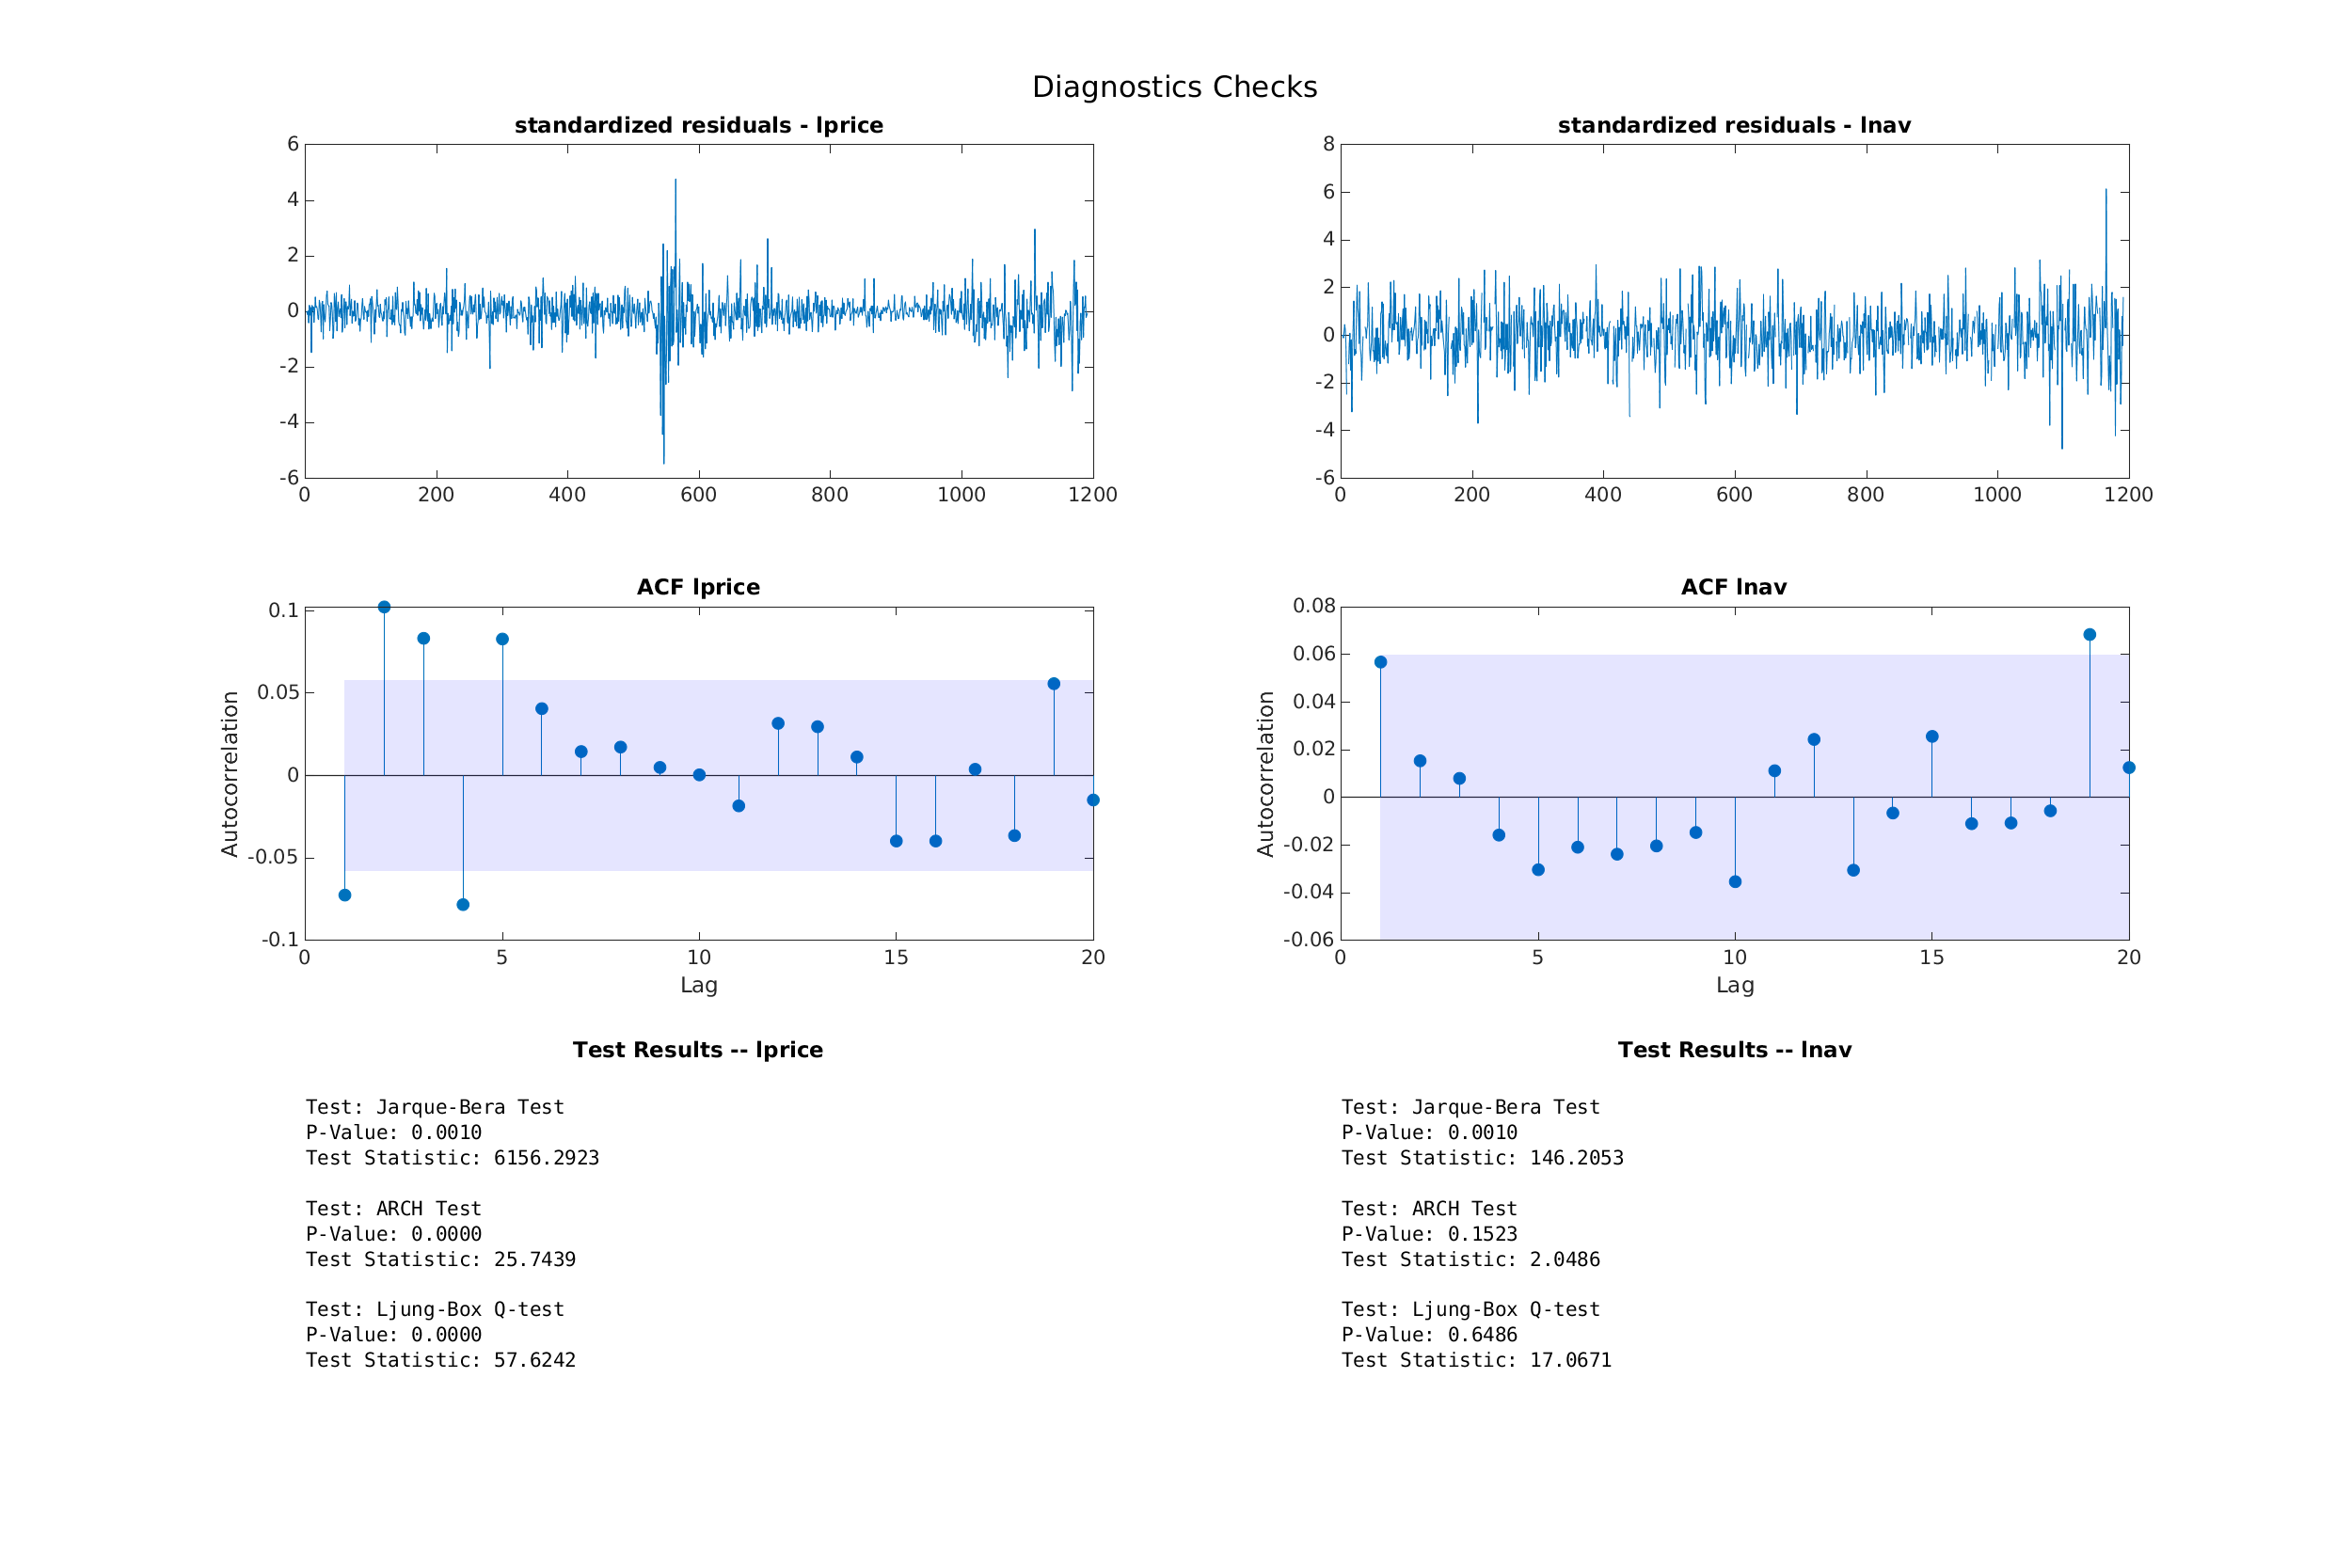 Diagnostics Checks
standardized residuals - lprice
6
4
2
0
-2
-4
-6
0 200 400 600 800 1000 1200
standardized residuals - lnav
8
6
4
2
0
-2
-4
-6
0 200 400 600 800 1000 1200
ACF lprice
0.1
0.05
0
-0.05
-0.1
Autocorrelation
0 5 10 15 20
Lag
ACF lnav
0.08
0.06
0.04
0.02
0
-0.02
-0.04
-0.06
Autocorrelation
0 5 10 15 20
Lag
Test Results -- lprice
Test: Jarque-Bera Test
P-Value: 0.0010
Test Statistic: 6156.2923
Test: ARCH Test
P-Value: 0.0000
Test Statistic: 25.7439
Test: Ljung-Box Q-test
P-Value: 0.0000
Test Statistic: 57.6242
Test Results -- lnav
Test: Jarque-Bera Test
P-Value: 0.0010
Test Statistic: 146.2053
Test: ARCH Test
P-Value: 0.1523
Test Statistic: 2.0486
Test: Ljung-Box Q-test
P-Value: 0.6486
Test Statistic: 17.0671